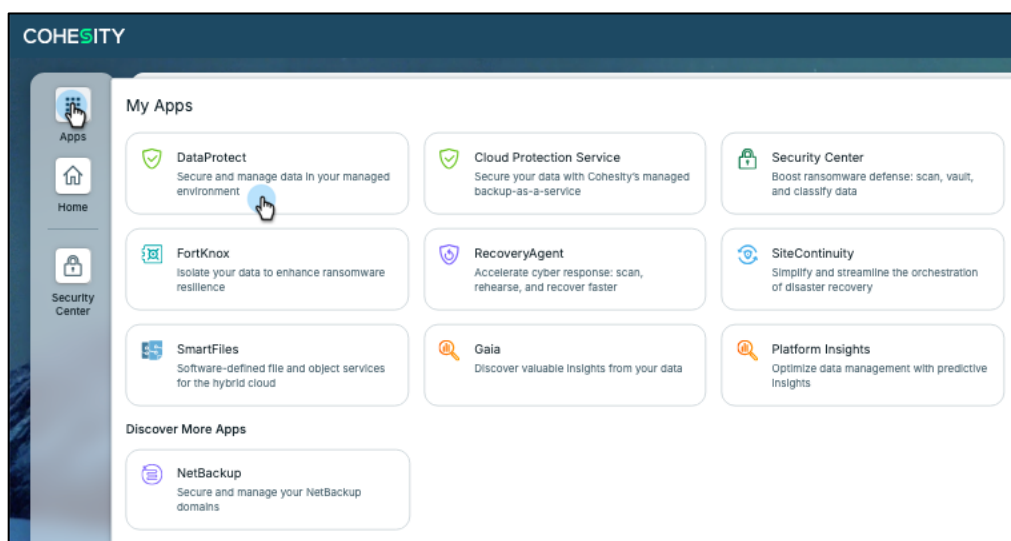 COHESITY
Apps
Home
Security
Center
My Apps
DataProtect
Secure and manage data in your managed
environment
Cloud Protection Service
Secure your data with Cohesity's managed
backup-as-a-service
Security Center
Boost ransomware defense: scan, vault,
and classify data
FortKnox
Isolate your data to enhance ransomware
resilience
RecoveryAgent
Accelerate cyber response: scan,
rehearse, and recover faster
SiteContinuity
Simplify and streamline the orchestration
of disaster recovery
SmartFiles
Software-defined file and object services
for the hybrid cloud
Gaia
Discover valuable insights from your data
Platform Insights
Optimize data management with predictive
insights
Discover More Apps
NetBackup
Secure and manage your NetBackup
domains